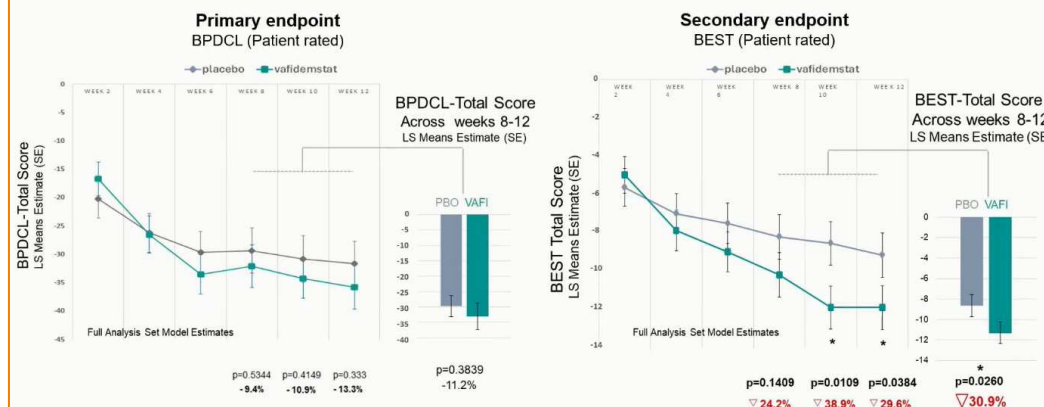 Primary endpoint
BPDCL (Patient rated)
placebo vafidemstat
0
-5
-10
-15
-20
-25
-30
-35
-40
-45
WEEK 2 WEEK 4 WEEK 6 WEEK 8 WEEK 10 WEEK 12
BPDCL-Total Score
LS Means Estimate (SE)
BPDCL-Total Score
Across weeks 8-12
LS Means Estimate (SE)
PBO VAFI
0
-5
-10
-15
-20
-25
-30
-35
-40
Full Analysis Set Model Estimates
p=0.5344 p=0.4149 p=0.333
- 9.4% - 10.9% - 13.3%
p=0.3839
-11.2%
Secondary endpoint
BEST (Patient rated)
placebo vafidemstat
0
-2
-4
-6
-8
-10
-12
-14
WEEK 2 WEEK 4 WEEK 6 WEEK 8 WEEK 10 WEEK 12
BEST Total Score
LS Means Estimate (SE)
BEST-Total Score
Across weeks 8-12
LS Means Estimate (SE)
PBO VAFI
0
-2
-4
-6
-8
-10
-12
-14
Full Analysis Set Model Estimates
* *
*
p=0.1409 p=0.0109 p=0.0384
▽24.2% ▽38.9% ▽29.6%
p=0.0260
▽30.9%